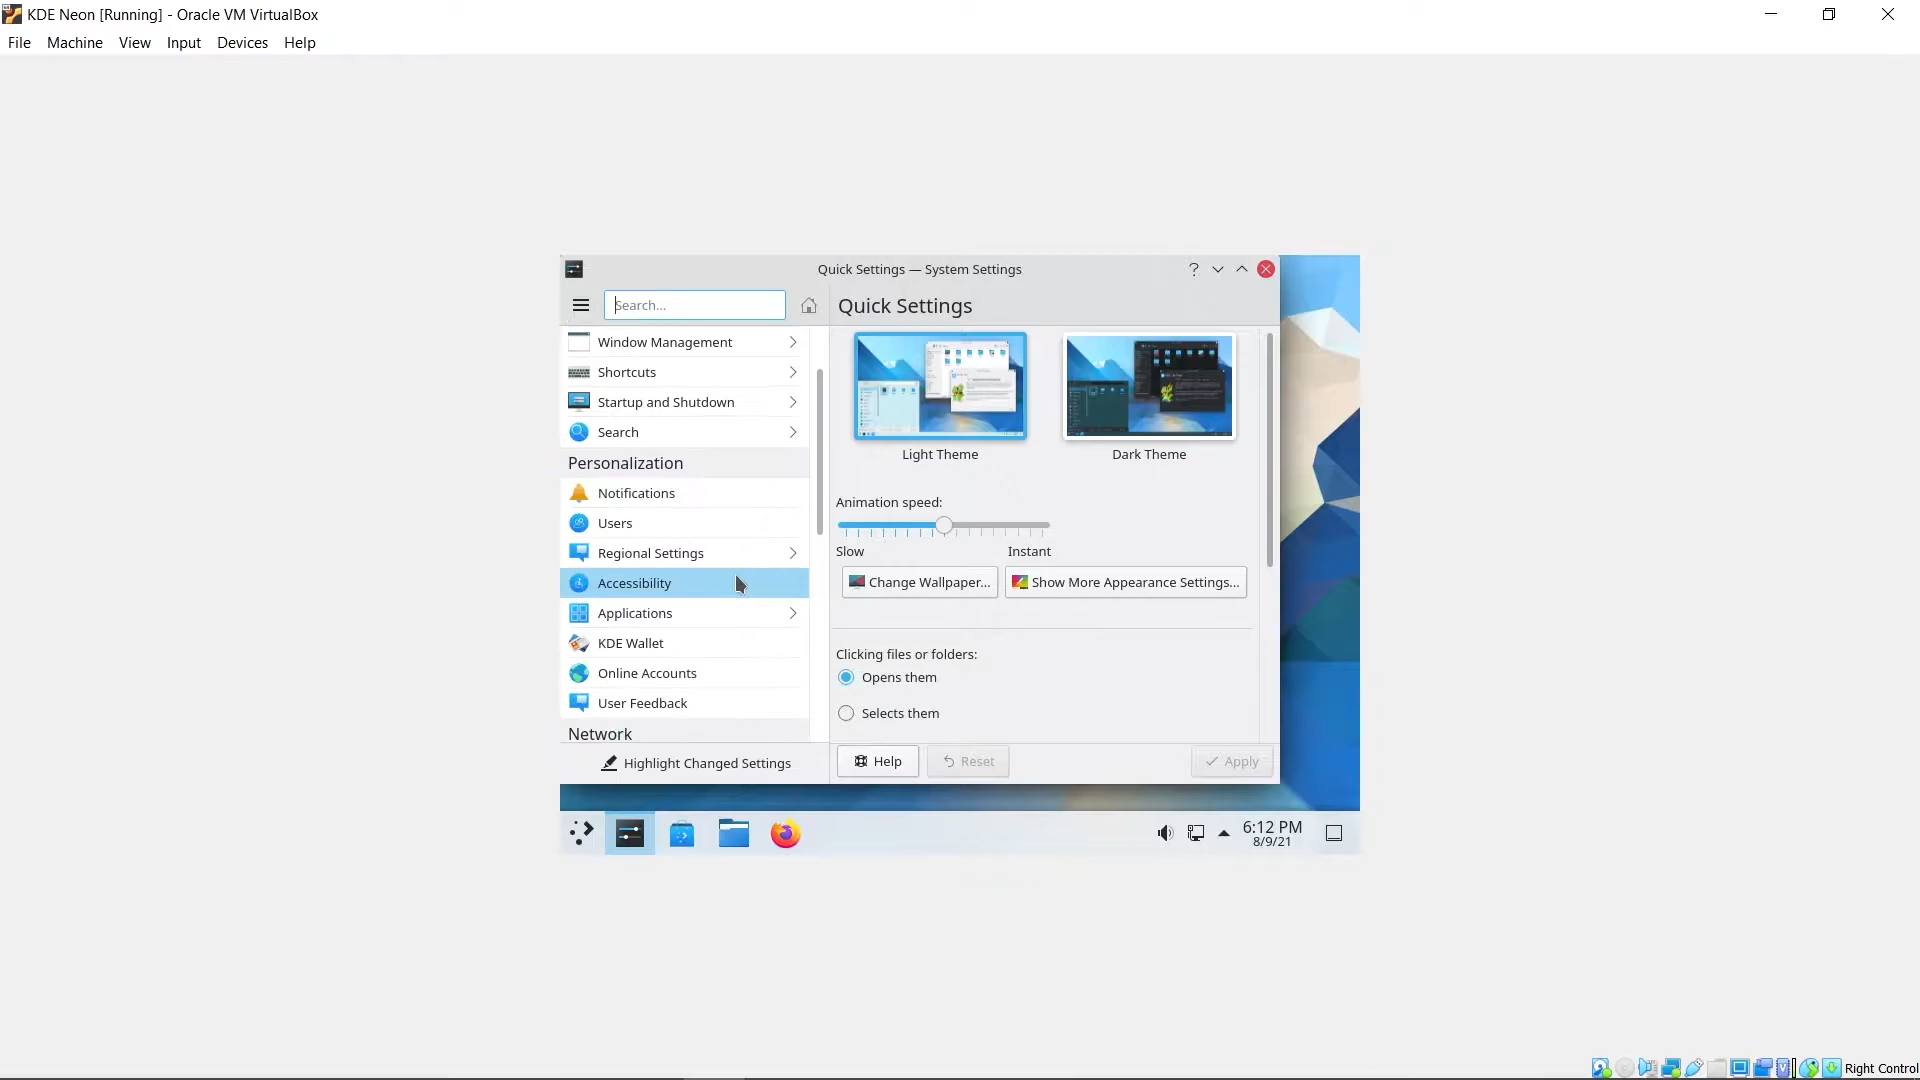 KDE Neon [Running] - Oracle VM VirtualBox
File Machine View Input Devices Help
Quick Settings — System Settings
Search...
Quick Settings
Window Management
Shortcuts
Startup and Shutdown
Search
Personalization
Notifications
Users
Regional Settings
Accessibility
Applications
KDE Wallet
Online Accounts
User Feedback
Network
Highlight Changed Settings
Light Theme
Dark Theme
Animation speed:
Slow
Instant
Change Wallpaper...
Show More Appearance Settings...
Clicking files or folders:
Opens them
Selects them
Help
Reset
Apply
6:12 PM
8/9/21
Right Control